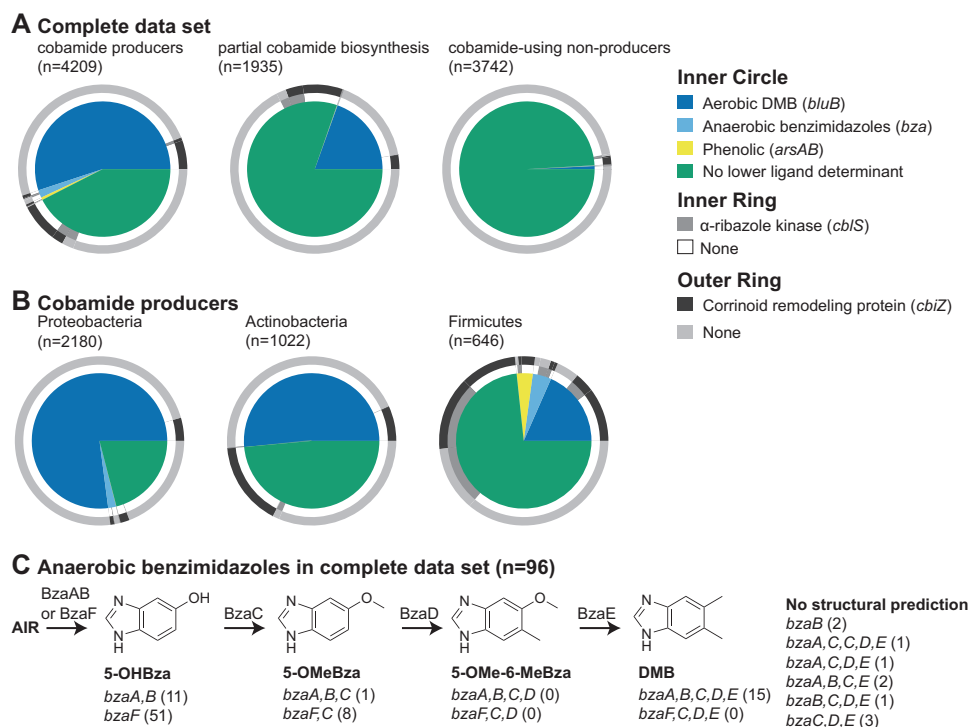 A Complete data set
cobamide producers
(n=4209)
partial cobamide biosynthesis
(n=1935)
cobamide-using non-producers
(n=3742)
Inner Circle
Aerobic DMB (bluB)
Anaerobic benzimidazoles (bza)
Phenolic (arsAB)
No lower ligand determinant
Inner Ring
α-ribazole kinase (cblS)
None
Outer Ring
Corrinoid remodeling protein (cbiZ)
None
B Cobamide producers
Proteobacteria
(n=2180)
Actinobacteria
(n=1022)
Firmicutes
(n=646)
C Anaerobic benzimidazoles in complete data set (n=96)
AIR
BzaAB
or BzaF
N
N
H
OH
5-OHBza
bzaA,B (11)
bzaF (51)
BzaC
N
N
H
O
5-OMeBza
bzaA,B,C (1)
bzaF,C (8)
BzaD
N
N
H
O
5-OMe-6-MeBza
bzaA,B,C,D (0)
bzaF,C,D (0)
BzaE
N
N
H
DMB
bzaA,B,C,D,E (15)
bzaF,C,D,E (0)
No structural prediction
bzaB (2)
bzaA,C,C,D,E (1)
bzaA,C,D,E (1)
bzaA,B,C,E (2)
bzaB,C,D,E (1)
bzaC,D,E (3)